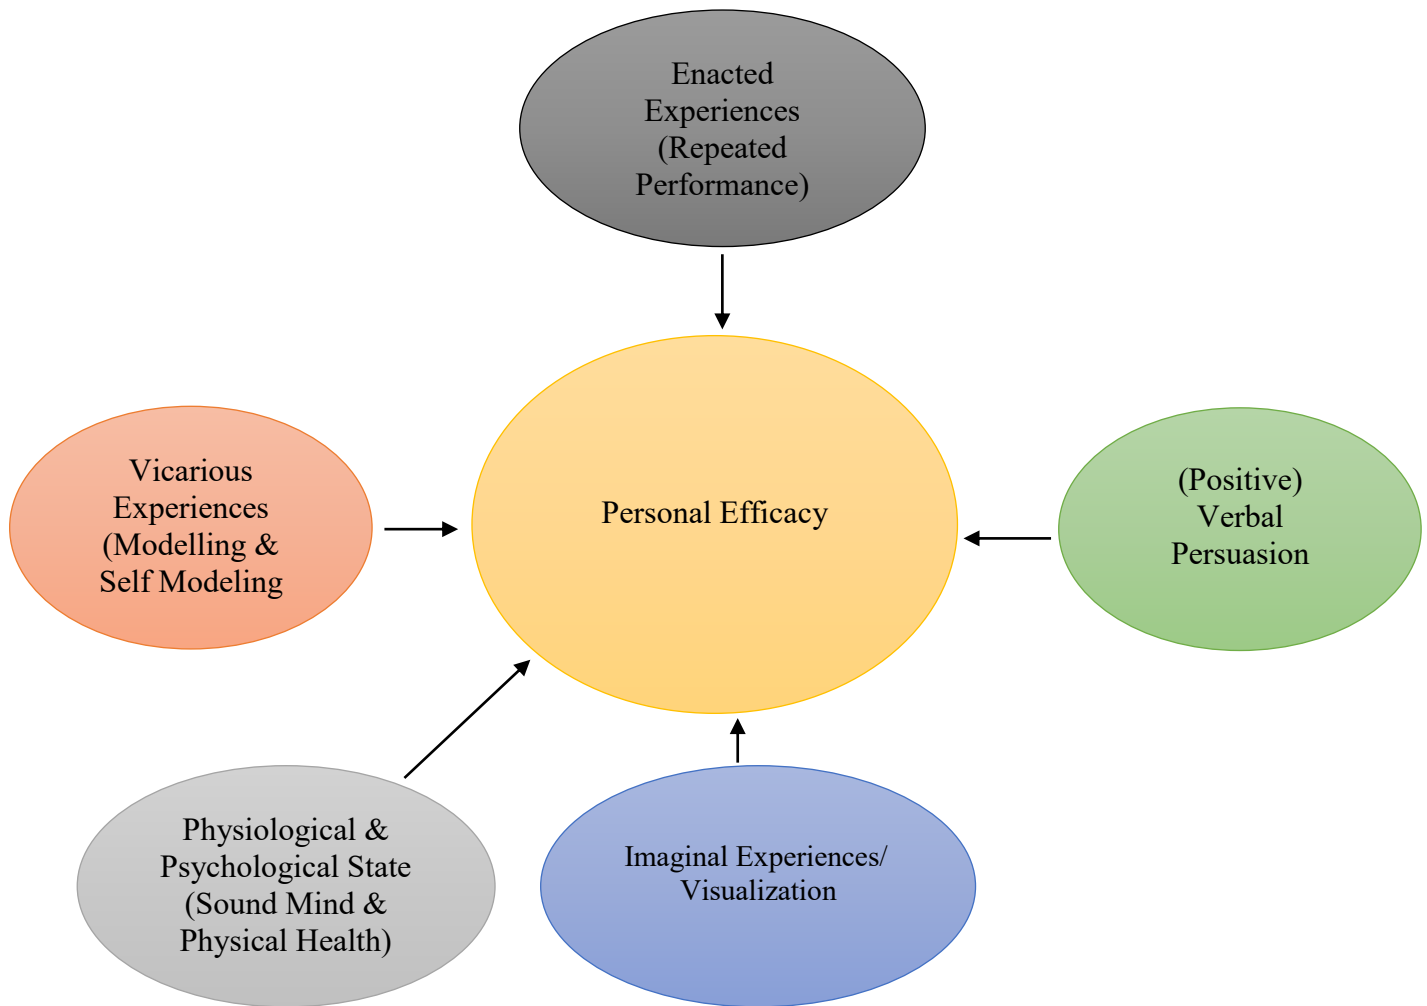 Enacted
Experiences
(Repeated
Performance)
Vicarious
Experiences
(Modelling &
Self Modeling
Personal Efficacy
(Positive)
Verbal
Persuasion
Physiological &
Psychological State
(Sound Mind &
Physical Health)
Imaginal Experiences/
Visualization